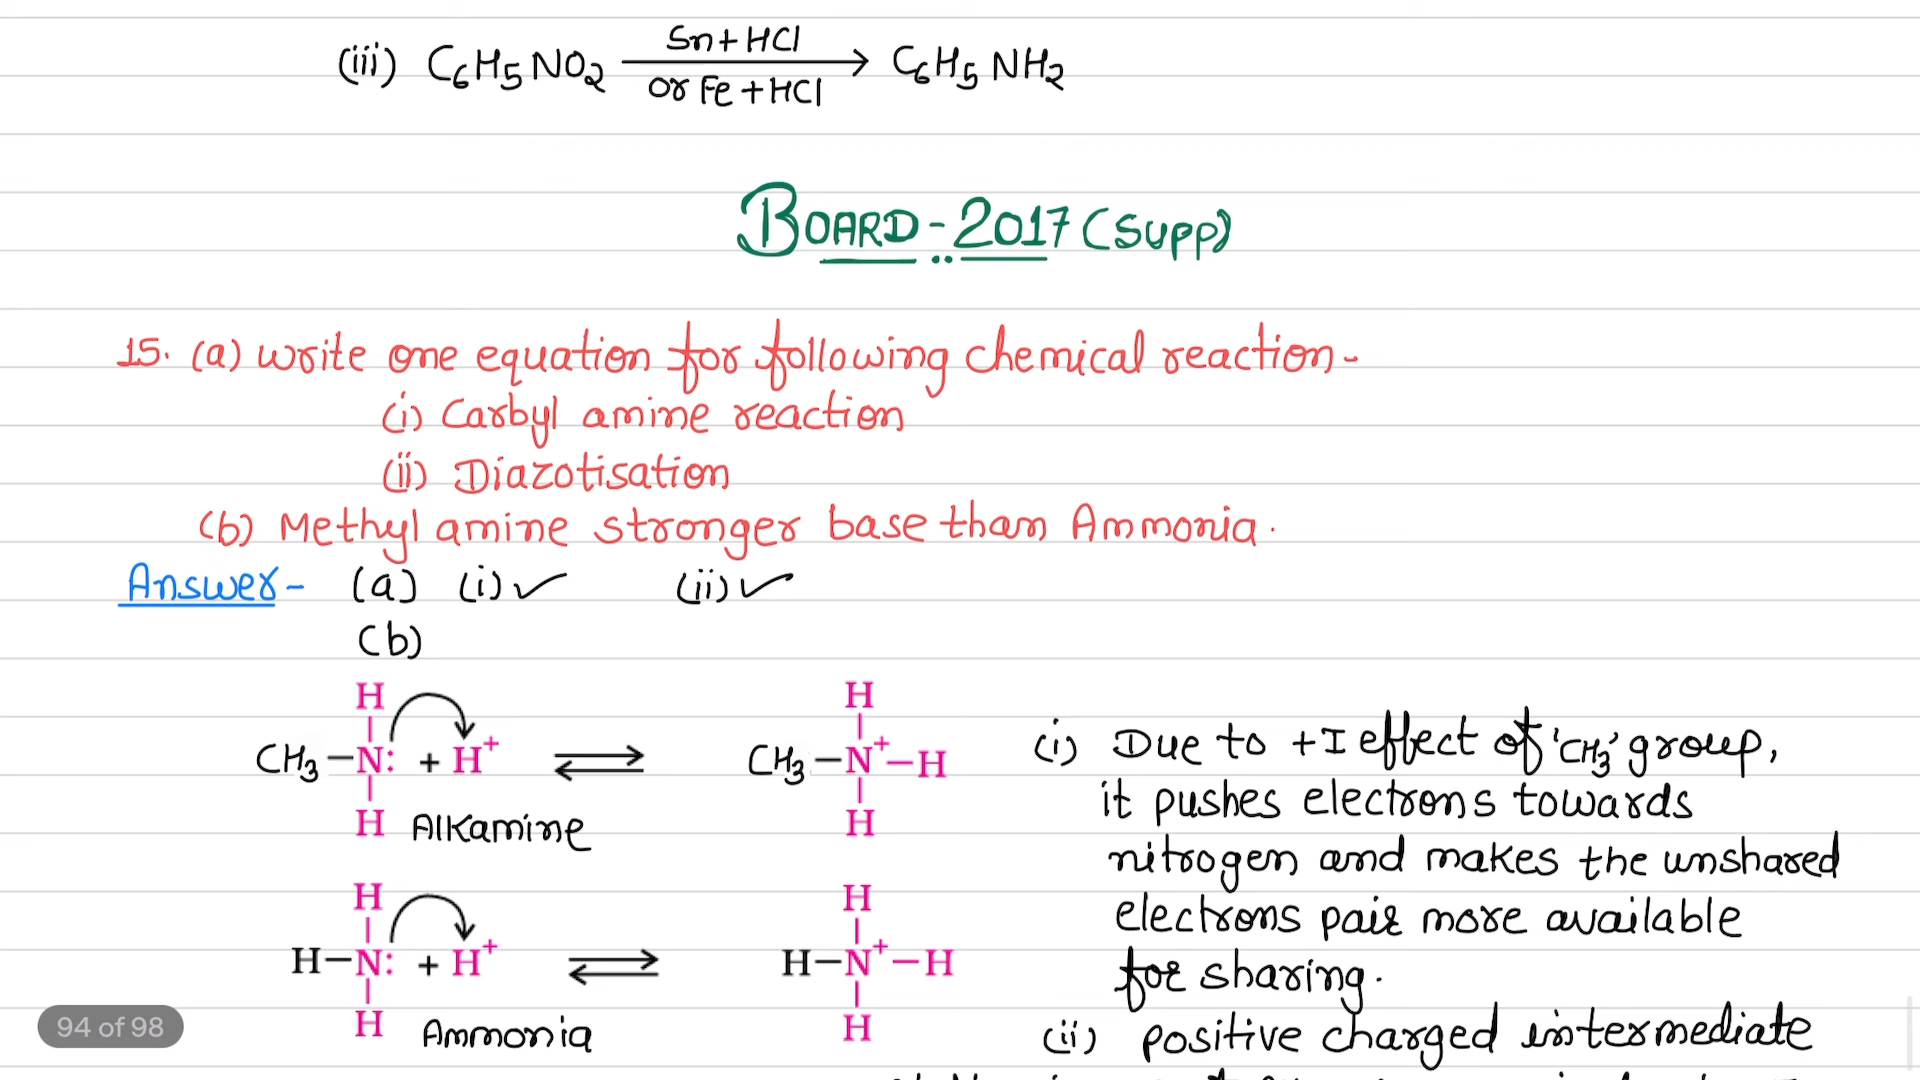 (iii) C6H5NO2 Sn+HCl or Fe+HCl → C6H5NH2
BOARD-2017 (Supp)
15. (a) Write one equation for following chemical reaction-
(i) Carbyl amine reaction
(ii) Diazotisation
(b) Methyl amine stronger base than Ammonia.
Answer- (a) (i) ✓ (ii) ✓
(b)
H H
CH3–N: + H+ ⇌ CH3–N+–H
H Alkamine H
H H
H–N: + H+ ⇌ H–N+–H
H Ammonia H
(i) Due to +I effect of 'CH3' group,
it pushes electrons towards
nitrogen and makes the unshared
electrons pair more available
for sharing.
(ii) positive charged intermediate
94 of 98